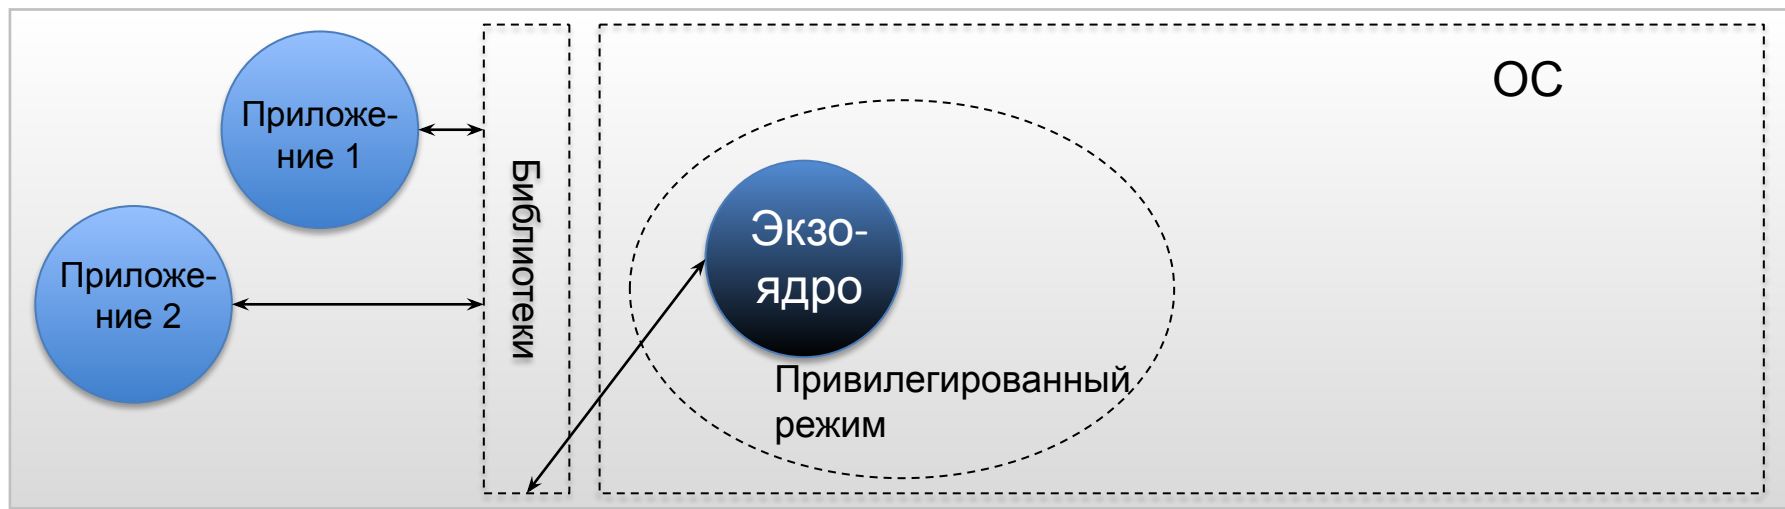 Приложе-
ние 1
Приложе-
ние 2
Библиотеки
Экзо-
ядро
Привилегированный
режим
ОС